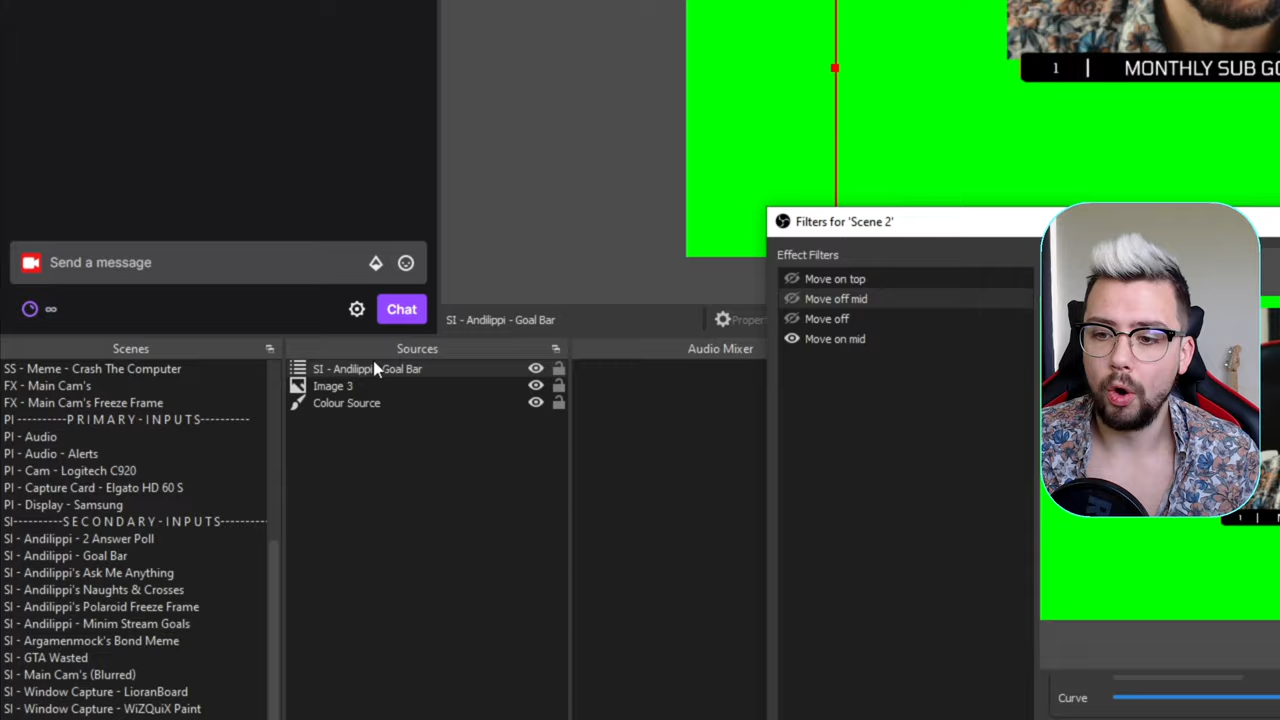 1 | MONTHLY SUB GO
Filters for 'Scene 2'
Effect Filters
Move on top
Move off mid
Move off
Move on mid
Send a message
∞
Chat
SI - Andilippi - Goal Bar
Proper
Scenes
Sources
Audio Mixer
SS - Meme - Crash The Computer
FX - Main Cam's
FX - Main Cam's Freeze Frame
PI ----------P R I M A R Y - I N P U T S----------
PI - Audio
PI - Audio - Alerts
PI - Cam - Logitech C920
PI - Capture Card - Elgato HD 60 S
PI - Display - Samsung
SI----------S E C O N D A R Y - I N P U T S----------
SI - Andilippi - 2 Answer Poll
SI - Andilippi - Goal Bar
SI - Andilippi's Ask Me Anything
SI - Andilippi's Naughts & Crosses
SI - Andilippi's Polaroid Freeze Frame
SI - Andilippi - Minim Stream Goals
SI - Argamenmock's Bond Meme
SI - GTA Wasted
SI - Main Cam's (Blurred)
SI - Window Capture - LioranBoard
SI - Window Capture - WiZQuiX Paint
SI - Andilippi - Goal Bar
Image 3
Colour Source
Curve